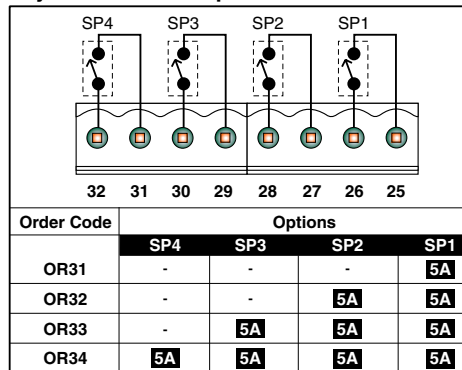 SP4 SP3 SP2 SP1
32 31 30 29 28 27 26 25
Order Code Options
SP4 SP3 SP2 SP1
OR31 - - - 5A
OR32 - - 5A 5A
OR33 - 5A 5A 5A
OR34 5A 5A 5A 5A